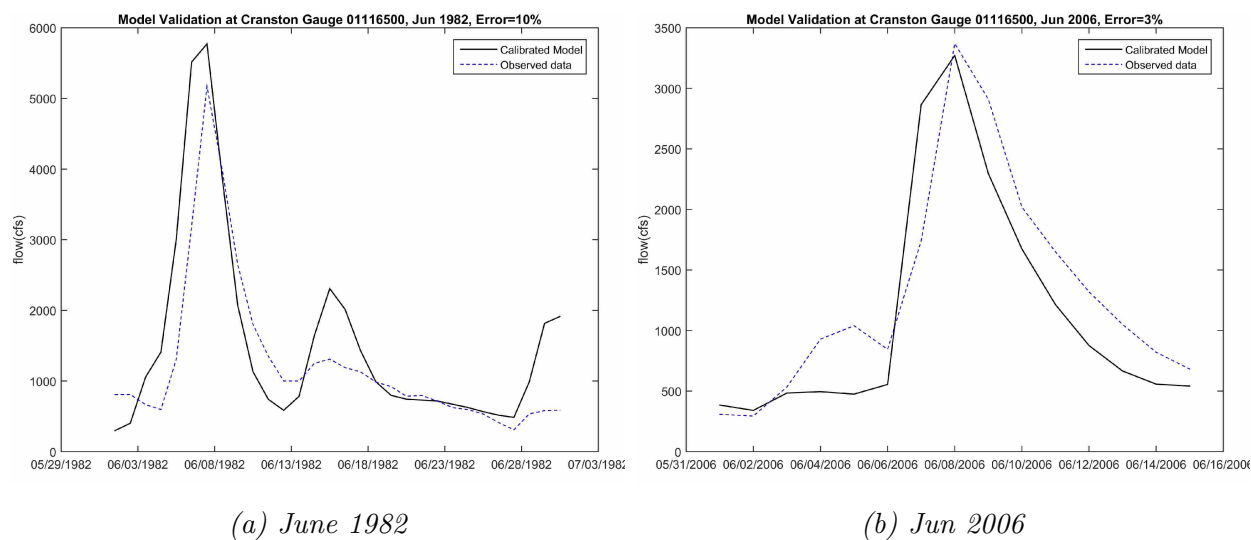 Model Validation at Cranston Gauge 01116500, Jun 1982, Error=10%
6000
5000
4000
3000
2000
1000
0
flow(cfs)
Calibrated Model
Observed data
05/29/1982 06/03/1982 06/08/1982 06/13/1982 06/18/1982 06/23/1982 06/28/1982 07/03/1982
(a) June 1982
Model Validation at Cranston Gauge 01116500, Jun 2006, Error=3%
3500
3000
2500
2000
1500
1000
500
0
flow(cfs)
Calibrated Model
Observed data
05/31/2006 06/02/2006 06/04/2006 06/06/2006 06/08/2006 06/10/2006 06/12/2006 06/14/2006 06/16/2006
(b) Jun 2006